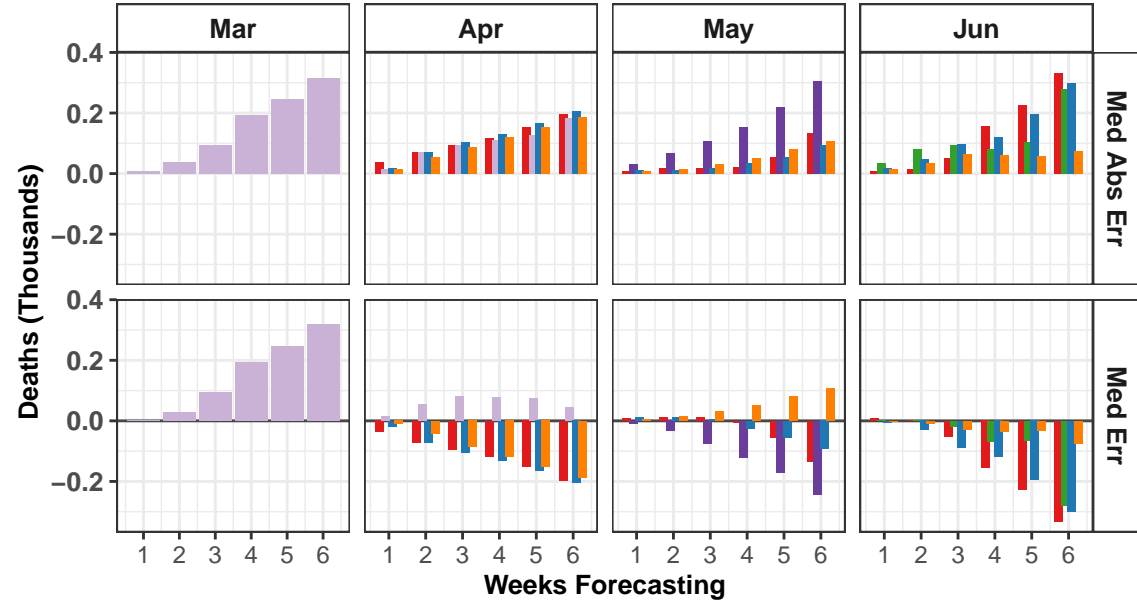 Mar Apr May Jun
0.4
0.2
0.0
−0.2
Med Abs Err
0.4
0.2
0.0
−0.2
Med Err
Deaths (Thousands)
1 2 3 4 5 6 1 2 3 4 5 6 1 2 3 4 5 6 1 2 3 4 5 6
Weeks Forecasting